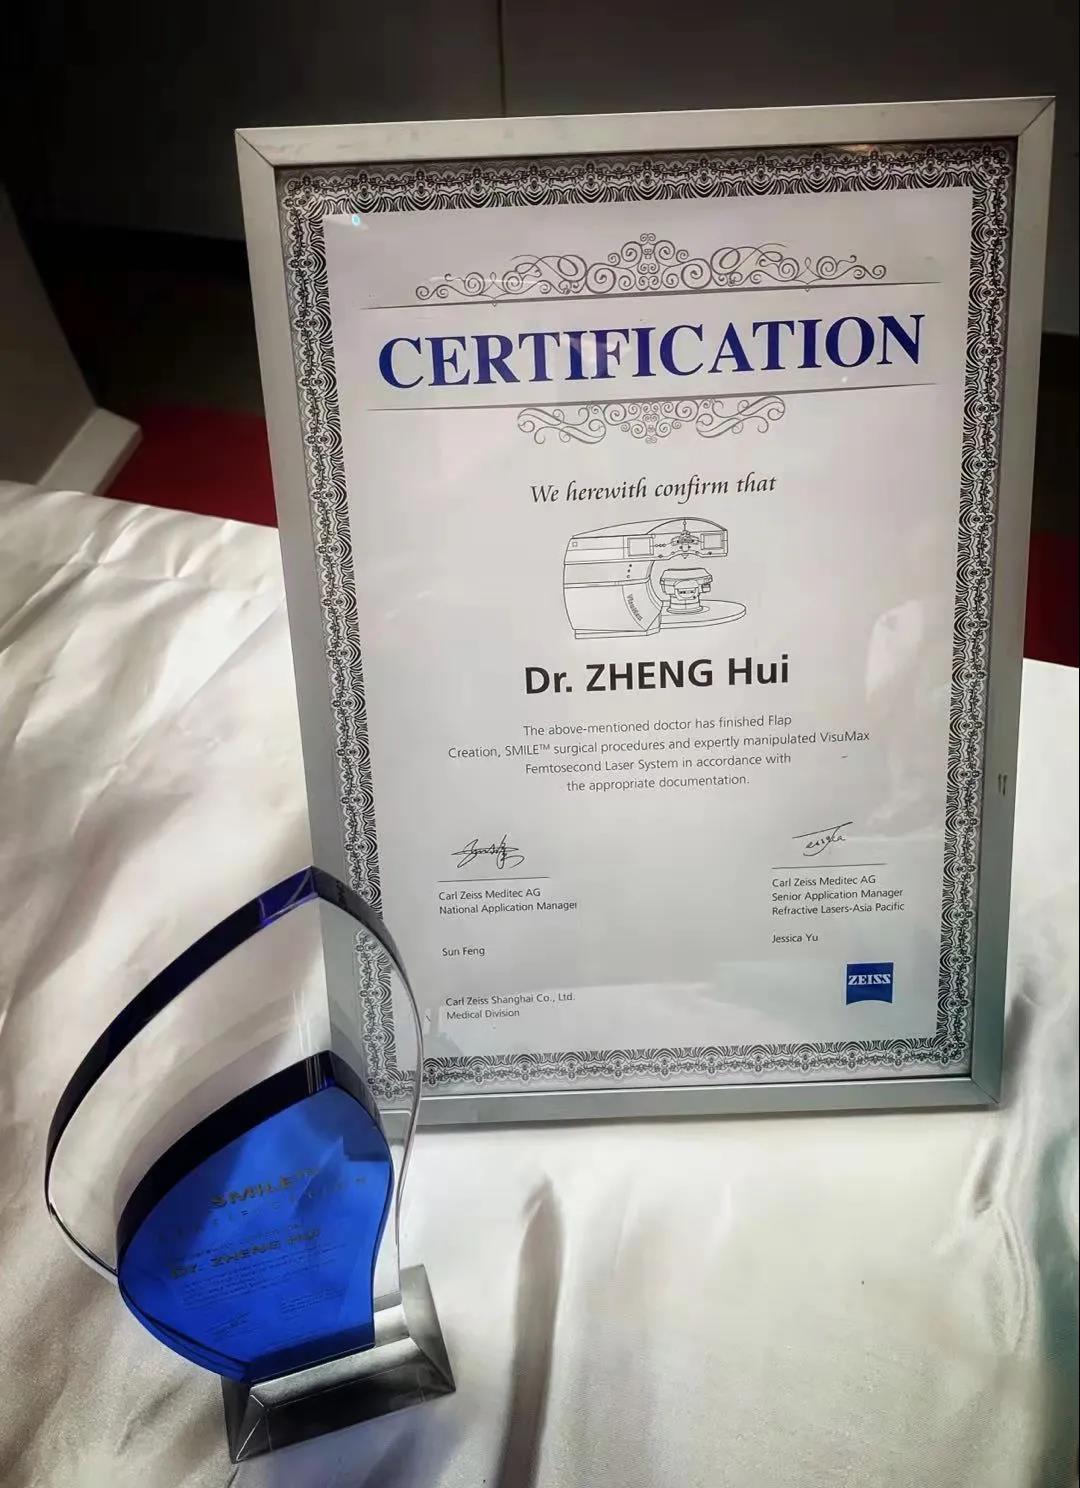 CERTIFICATION
We herewith confirm that
VisuMax
Dr. ZHENG Hui
The above-mentioned doctor has finished Flap
Creation, SMILE™ surgical procedures and expertly manipulated VisuMax
Femtosecond Laser System in accordance with
the appropriate documentation.
Carl Zeiss Meditec AG
National Application Manager
Sun Feng
Carl Zeiss Meditec AG
Senior Application Manager
Refractive Lasers-Asia Pacific
Jessica Yu
Carl Zeiss Shanghai Co., Ltd.
Medical Division
ZEISS
SMILE™
Dr. ZHENG Hui